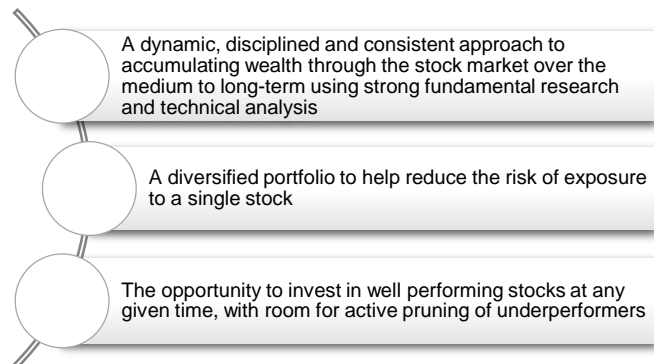 A dynamic, disciplined and consistent approach to
accumulating wealth through the stock market over the
medium to long-term using strong fundamental research
and technical analysis
A diversified portfolio to help reduce the risk of exposure
to a single stock
The opportunity to invest in well performing stocks at any
given time, with room for active pruning of underperformers